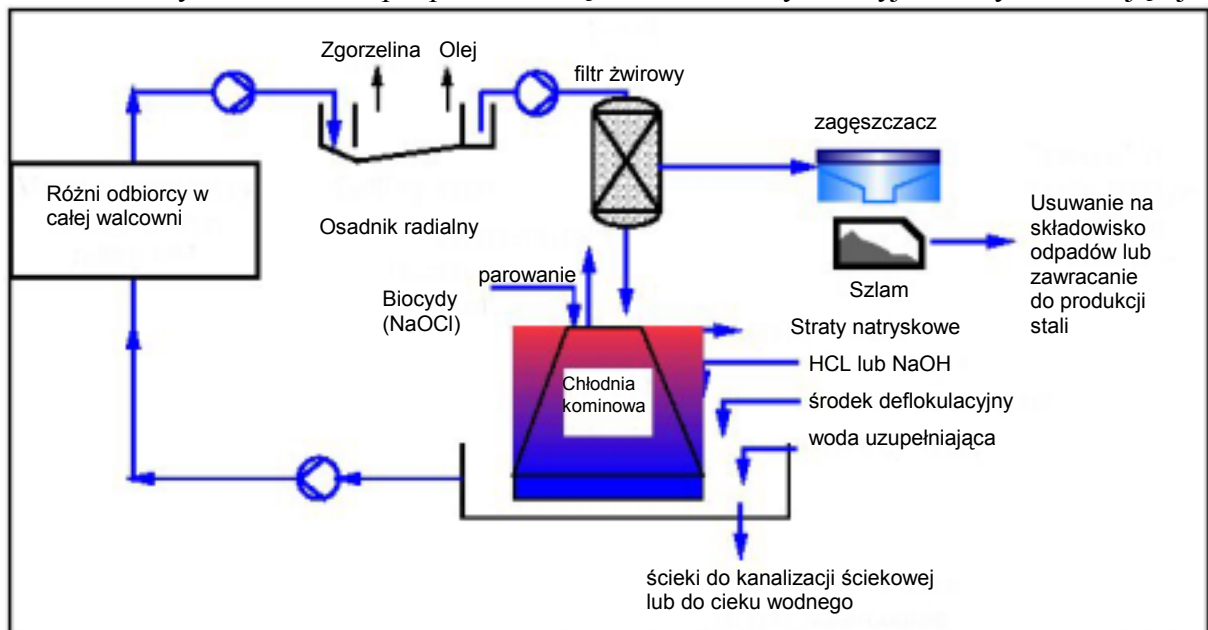 Zgorzelina Olej
filtr żwirowy
zagęszczacz
Różni odbiorcy w
całej walcowni
Osadnik radialny
Usuwanie na
składowisko
odpadów lub
zawracanie
do produkcji
stali
Szlam
parowanie
Biocydy
(NaOCl)
Straty natryskowe
HCL lub NaOH
Chłodnia
kominowa
środek deflokulacyjny
woda uzupełniająca
ścieki do kanalizacji ściekowej
lub do cieku wodnego